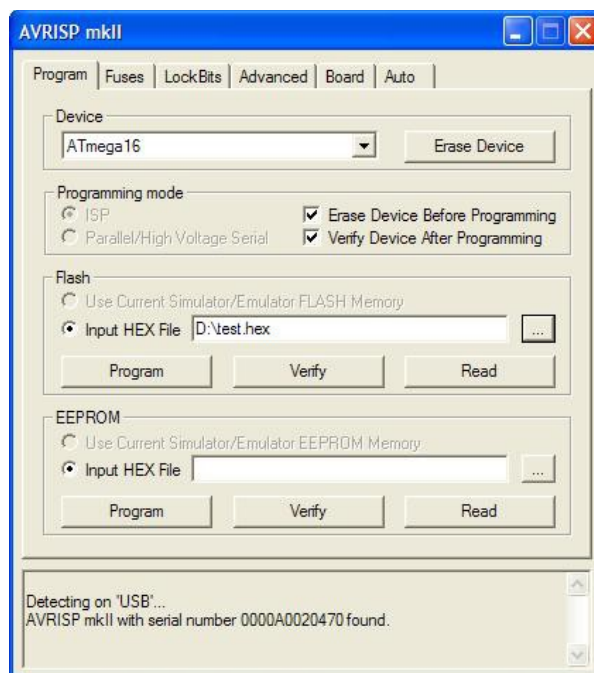 AVRISP mkII
Program Fuses LockBits Advanced Board Auto
Device
ATmega16 Erase Device
Programming mode
ISP Erase Device Before Programming
Parallel/High Voltage Serial Verify Device After Programming
Flash
Use Current Simulator/Emulator FLASH Memory
Input HEX File D:\test.hex ...
Program Verify Read
EEPROM
Use Current Simulator/Emulator EEPROM Memory
Input HEX File ...
Program Verify Read
Detecting on 'USB'...
AVRISP mkII with serial number 0000A0020470 found.